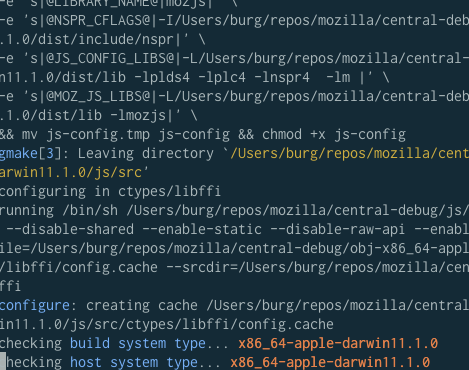 -e 's|@LIBRARY_NAME@|mozjs|' \
-e 's|@NSPR_CFLAGS@|-I/Users/burg/repos/mozilla/central-deb
.1.0/dist/include/nspr|' \
-e 's|@JS_CONFIG_LIBS@|-L/Users/burg/repos/mozilla/central-
in11.1.0/dist/lib -lplds4 -lplc4 -lnspr4  -lm |' \
-e 's|@MOZ_JS_LIBS@|-L/Users/burg/repos/mozilla/central-deb
/dist/lib -lmozjs|' \
&& mv js-config.tmp js-config && chmod +x js-config
gmake[3]: Leaving directory `/Users/burg/repos/mozilla/cent
arwin11.1.0/js/src'
configuring in ctypes/libffi
running /bin/sh /Users/burg/repos/mozilla/central-debug/js/
 --disable-shared --enable-static --disable-raw-api --enabl
ile=/Users/burg/repos/mozilla/central-debug/obj-x86_64-appl
/libffi/config.cache --srcdir=/Users/burg/repos/mozilla/cen
ffi
configure: creating cache /Users/burg/repos/mozilla/central
in11.1.0/js/src/ctypes/libffi/config.cache
checking build system type... x86_64-apple-darwin11.1.0
hecking host system type... x86_64-apple-darwin11.1.0